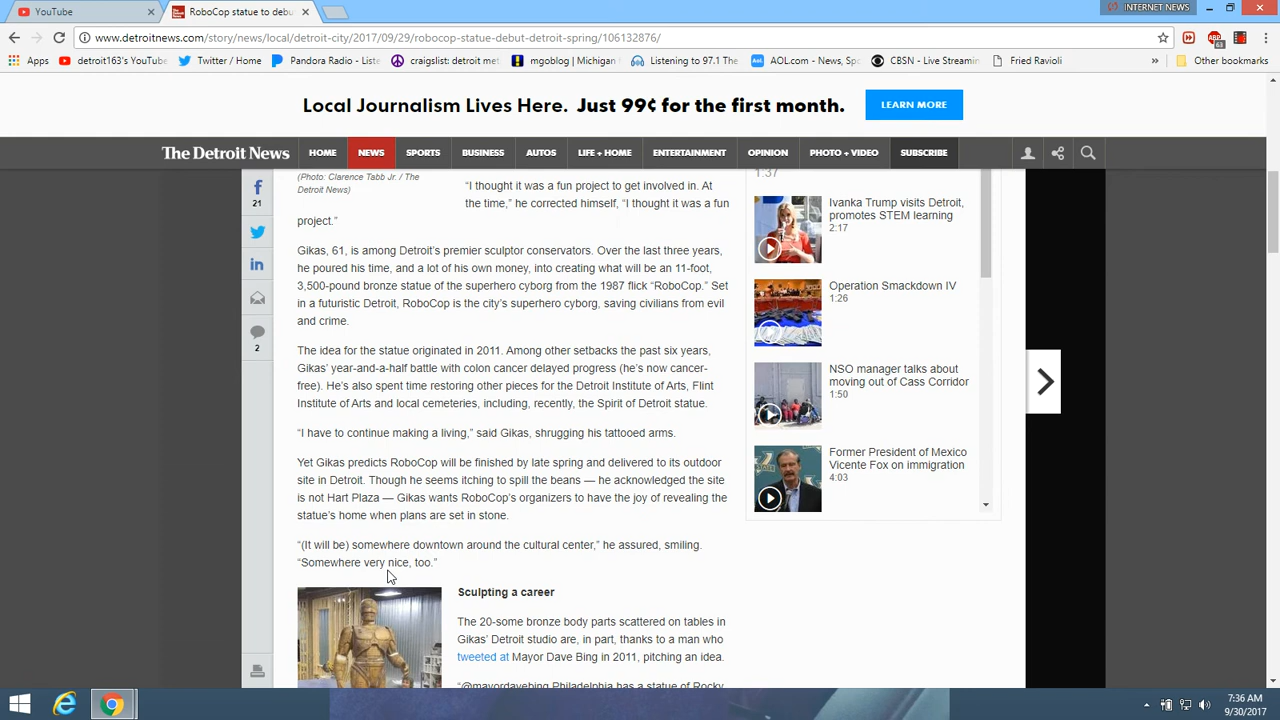 YouTube
RoboCop statue to debu
INTERNET NEWS
www.detroitnews.com/story/news/local/detroit-city/2017/09/29/robocop-statue-debut-detroit-spring/106132876/
ABP
63
Apps
detroit163's YouTube
Twitter / Home
Pandora Radio - Liste
craigslist: detroit met
mgoblog | Michigan
Listening to 97.1 The
AOL.com - News, Spo
CBSN - Live Streamin
Fried Ravioli
»
Other bookmarks
Local Journalism Lives Here. Just 99¢ for the first month.
LEARN MORE
The Detroit News
HOME
NEWS
SPORTS
BUSINESS
AUTOS
LIFE + HOME
ENTERTAINMENT
OPINION
PHOTO + VIDEO
SUBSCRIBE
21
2
(Photo: Clarence Tabb Jr. / The
Detroit News)
“I thought it was a fun project to get involved in. At
the time,” he corrected himself, “I thought it was a fun
project.”
Gikas, 61, is among Detroit’s premier sculptor conservators. Over the last three years,
he poured his time, and a lot of his own money, into creating what will be an 11-foot,
3,500-pound bronze statue of the superhero cyborg from the 1987 flick “RoboCop.” Set
in a futuristic Detroit, RoboCop is the city’s superhero cyborg, saving civilians from evil
and crime.
The idea for the statue originated in 2011. Among other setbacks the past six years,
Gikas’ year-and-a-half battle with colon cancer delayed progress (he’s now cancer-
free). He’s also spent time restoring other pieces for the Detroit Institute of Arts, Flint
Institute of Arts and local cemeteries, including, recently, the Spirit of Detroit statue.
“I have to continue making a living,” said Gikas, shrugging his tattooed arms.
Yet Gikas predicts RoboCop will be finished by late spring and delivered to its outdoor
site in Detroit. Though he seems itching to spill the beans — he acknowledged the site
is not Hart Plaza — Gikas wants RoboCop’s organizers to have the joy of revealing the
statue’s home when plans are set in stone.
“(It will be) somewhere downtown around the cultural center,” he assured, smiling.
“Somewhere very nice, too.”
Sculpting a career
The 20-some bronze body parts scattered on tables in
Gikas’ Detroit studio are, in part, thanks to a man who
tweeted at Mayor Dave Bing in 2011, pitching an idea.
“@mayordavebing Philadelphia has a statue of Rocky
1:37
Ivanka Trump visits Detroit,
promotes STEM learning
2:17
Operation Smackdown IV
1:26
NSO manager talks about
moving out of Cass Corridor
1:50
Former President of Mexico
Vicente Fox on immigration
4:03
7:36 AM
9/30/2017